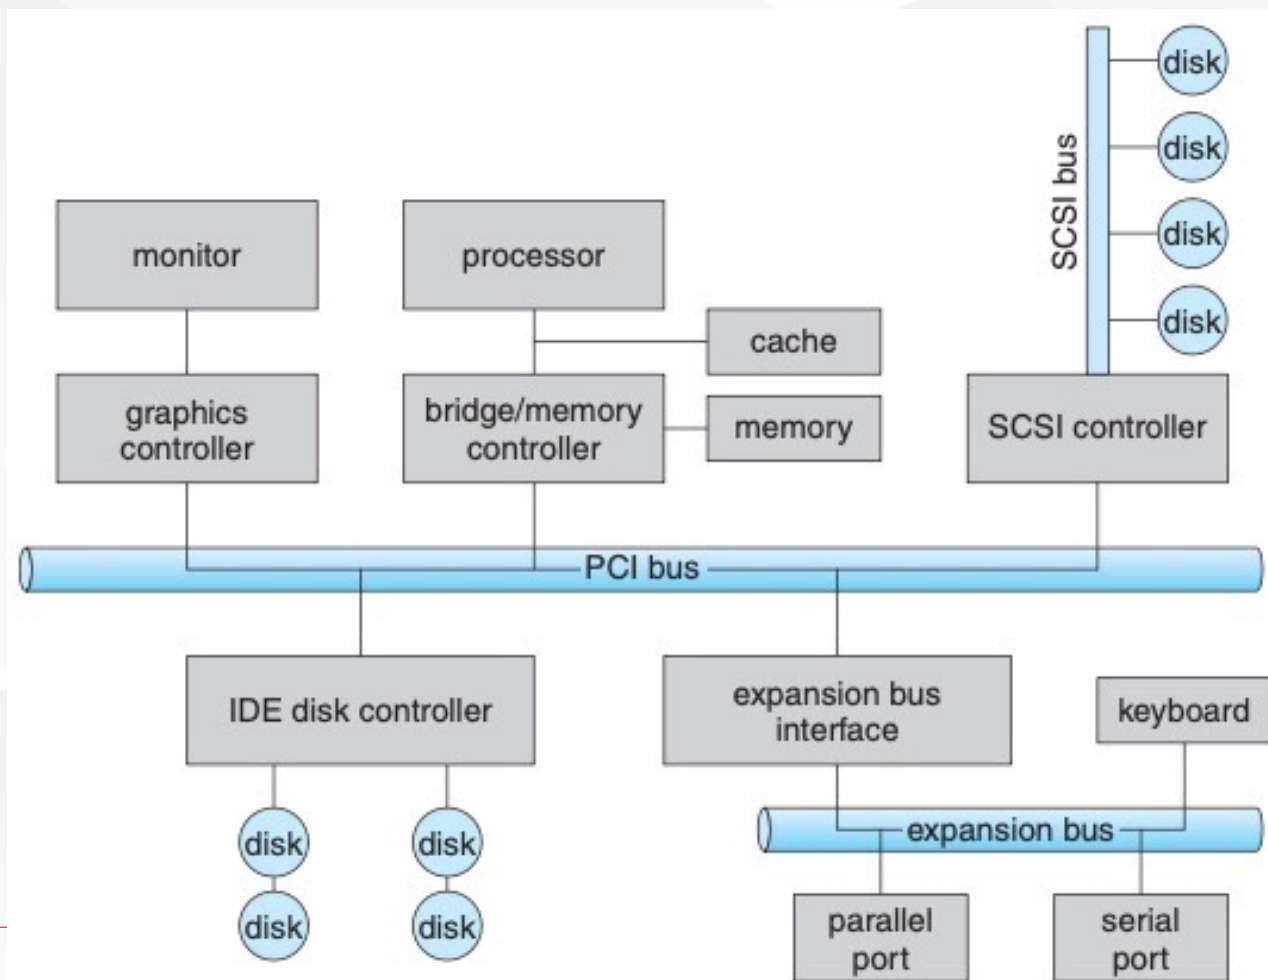 disk
disk
SCSI bus
disk
disk
monitor
processor
cache
graphics
controller
bridge/memory
controller
memory
SCSI controller
PCI bus
IDE disk controller
expansion bus
interface
keyboard
disk
disk
expansion bus
disk
disk
parallel
port
serial
port